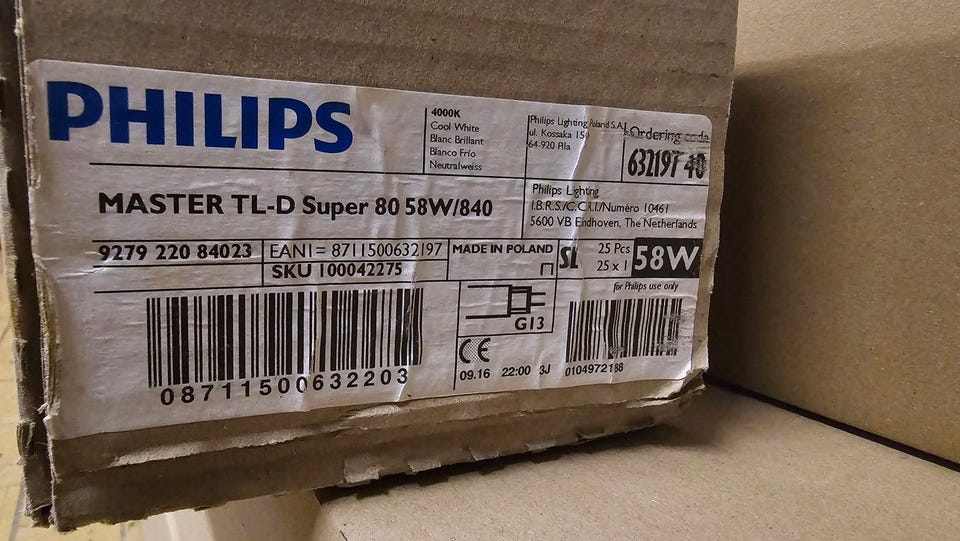 PHILIPS
4000K
Cool White
Blanc Brillant
Blanco Frío
Neutralweiss
Philips Lighting Poland S.A.
ul. Kossaka 150
64-920 Piła
Ordering code
632197 40
MASTER TL-D Super 80 58W/840
Philips Lighting
I.B.R.S./C.C.R.I./Numéro 10461
5600 VB Eindhoven, The Netherlands
9279 220 84023
EAN1= 8711500632197
SKU 100042275
MADE IN POLAND
SL
25 Pcs
25 x 1
58W
for Philips use only
G13
CE
09.16 22:00 3J
08711500632203
0104972188